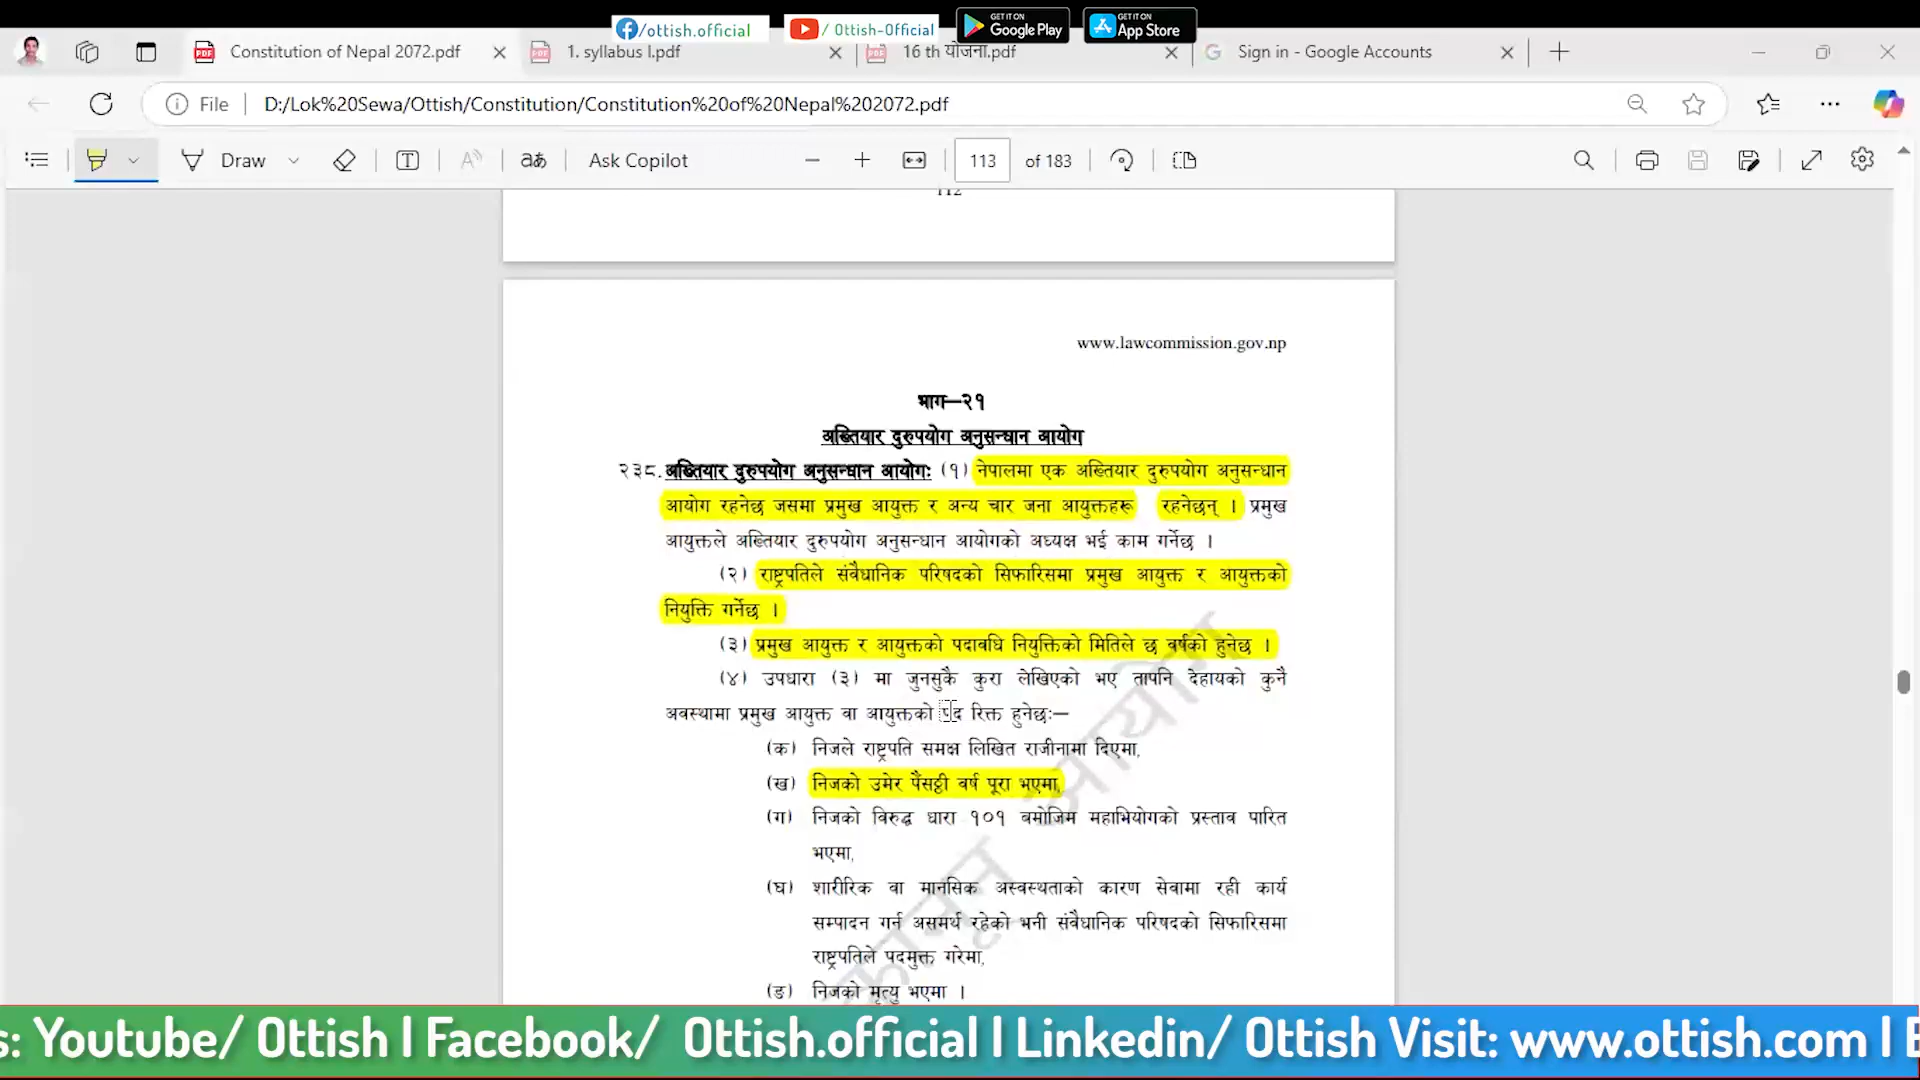 /ottish.official
/ Ottish-Official
GET IT ON
Google Play
GET IT ON
App Store
Constitution of Nepal 2072.pdf
1. syllabus I.pdf
16 th योजना.pdf
Sign in - Google Accounts
File
D:/Lok%20Sewa/Ottish/Constitution/Constitution%20of%20Nepal%202072.pdf
Draw
Ask Copilot
113
of 183
112
www.lawcommission.gov.np
भाग–२१
अख्तियार दुरुपयोग अनुसन्धान आयोग
२३८. अख्तियार दुरुपयोग अनुसन्धान आयोगः (१) नेपालमा एक अख्तियार दुरुपयोग अनुसन्धान
आयोग रहनेछ जसमा प्रमुख आयुक्त र अन्य चार जना आयुक्तहरू रहनेछन् । प्रमुख
आयुक्तले अख्तियार दुरुपयोग अनुसन्धान आयोगको अध्यक्ष भई काम गर्नेछ ।
(२) राष्ट्रपतिले संवैधानिक परिषदको सिफारिसमा प्रमुख आयुक्त र आयुक्तको
नियुक्ति गर्नेछ ।
(३) प्रमुख आयुक्त र आयुक्तको पदावधि नियुक्तिको मितिले छ वर्षको हुनेछ ।
(४) उपधारा (३) मा जुनसुकै कुरा लेखिएको भए तापनि देहायको कुनै
अवस्थामा प्रमुख आयुक्त वा आयुक्तको पद रिक्त हुनेछः–
(क) निजले राष्ट्रपति समक्ष लिखित राजीनामा दिएमा,
(ख) निजको उमेर पैंसठ्ठी वर्ष पूरा भएमा,
(ग) निजको विरुद्ध धारा १०१ बमोजिम महाभियोगको प्रस्ताव पारित
भएमा,
(घ) शारीरिक वा मानसिक अस्वस्थताको कारण सेवामा रही कार्य
सम्पादन गर्न असमर्थ रहेको भनी संवैधानिक परिषदको सिफारिसमा
राष्ट्रपतिले पदमुक्त गरेमा,
(ङ) निजको मृत्यु भएमा ।
कानून आयोग
s: Youtube/ Ottish | Facebook/ Ottish.official | Linkedin/ Ottish Visit: www.ottish.com |